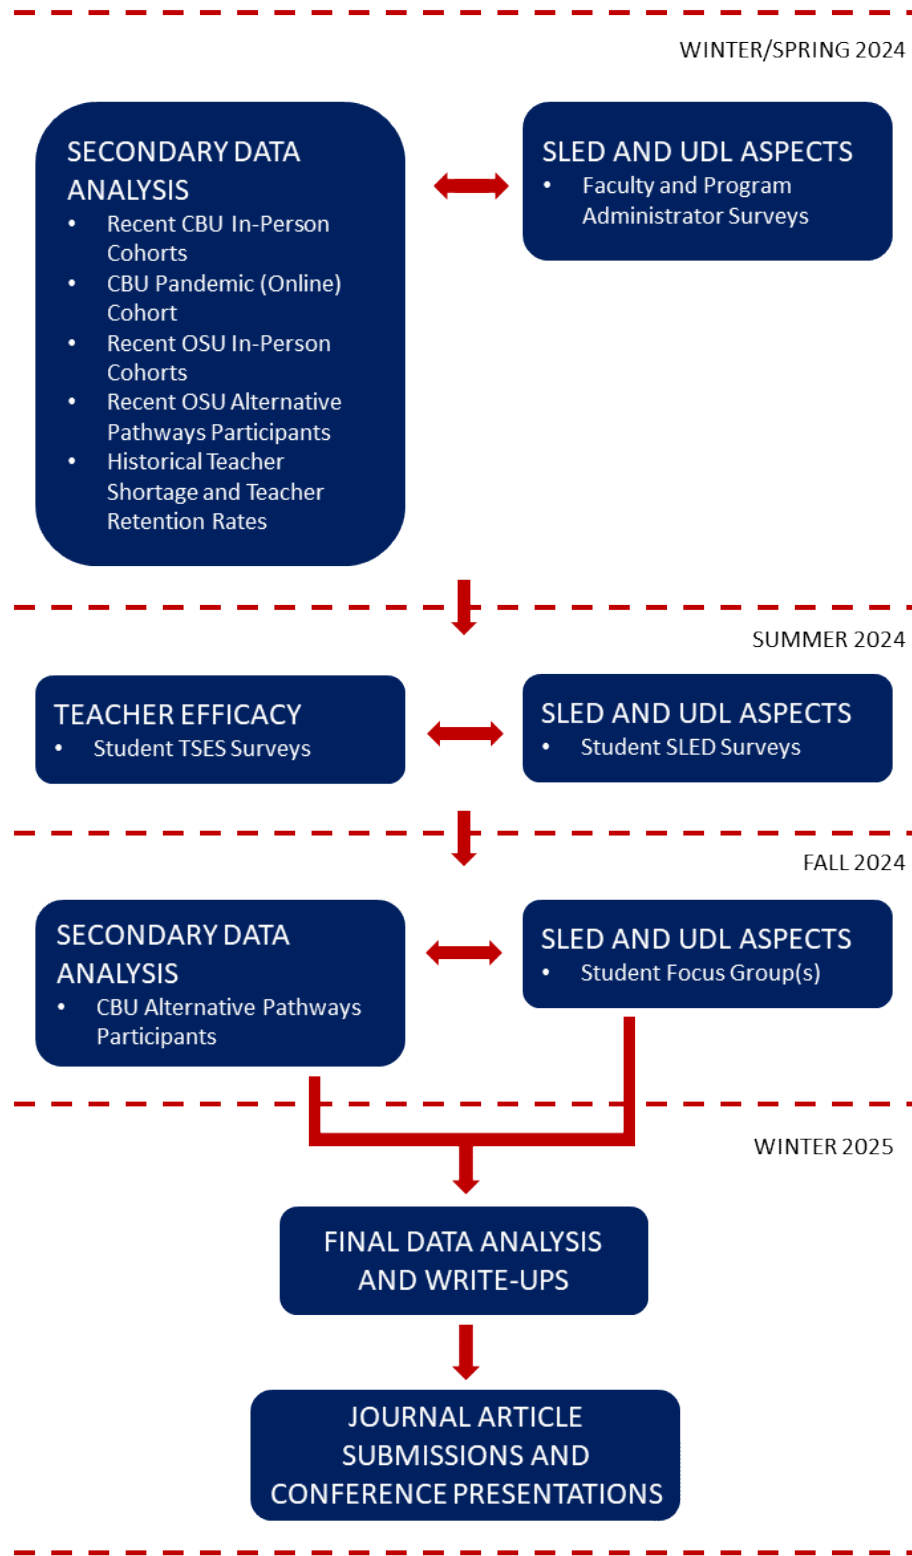 WINTER/SPRING 2024
SECONDARY DATA
ANALYSIS
• Recent CBU In-Person
Cohorts
• CBU Pandemic (Online)
Cohort
• Recent OSU In-Person
Cohorts
• Recent OSU Alternative
Pathways Participants
• Historical Teacher
Shortage and Teacher
Retention Rates
SLED AND UDL ASPECTS
• Faculty and Program
Administrator Surveys
SUMMER 2024
TEACHER EFFICACY
• Student TSES Surveys
SLED AND UDL ASPECTS
• Student SLED Surveys
FALL 2024
SECONDARY DATA
ANALYSIS
• CBU Alternative Pathways
Participants
SLED AND UDL ASPECTS
• Student Focus Group(s)
WINTER 2025
FINAL DATA ANALYSIS
AND WRITE-UPS
JOURNAL ARTICLE
SUBMISSIONS AND
CONFERENCE PRESENTATIONS